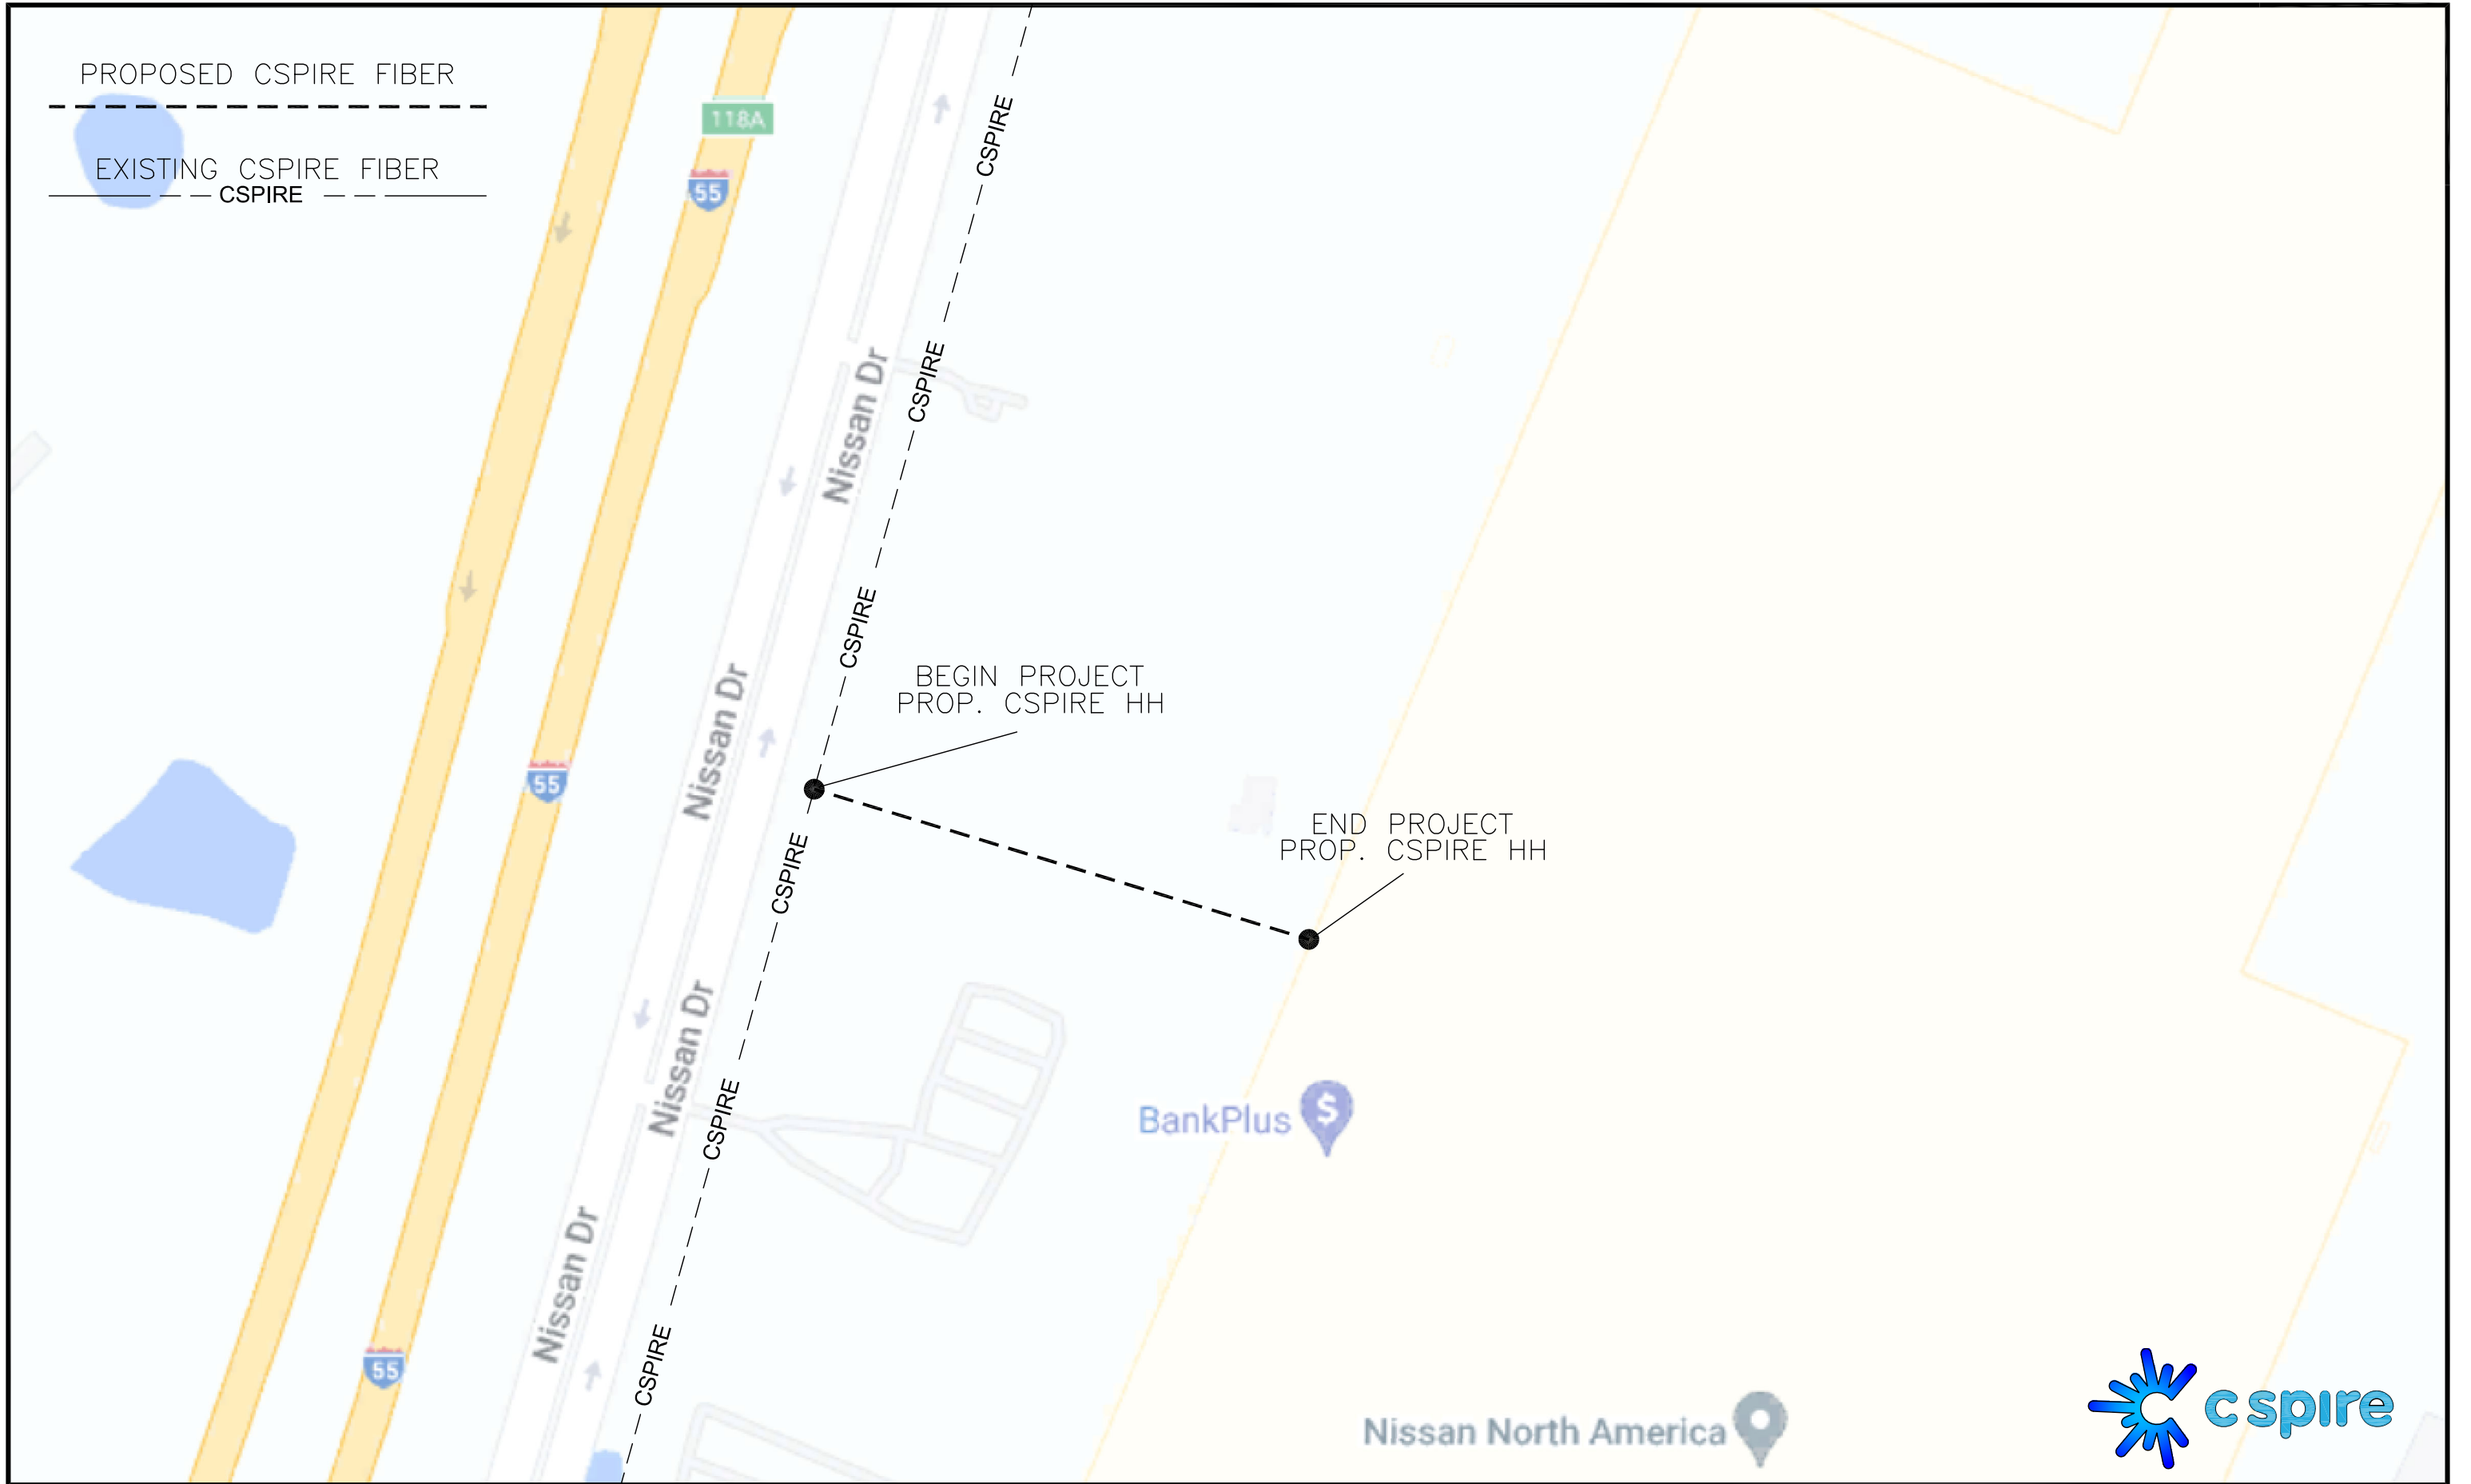 PROPOSED CSPIRE FIBER
EXISTING CSPIRE FIBER
CSPIRE
118A
55
CSPIRE
Nissan Dr
CSPIRE
CSPIRE
Nissan Dr
BEGIN PROJECT
PROP. CSPIRE HH
55
END PROJECT
PROP. CSPIRE HH
CSPIRE
Nissan Dr
CSPIRE
BankPlus
$
Nissan Dr
CSPIRE
55
Nissan North America
cspire